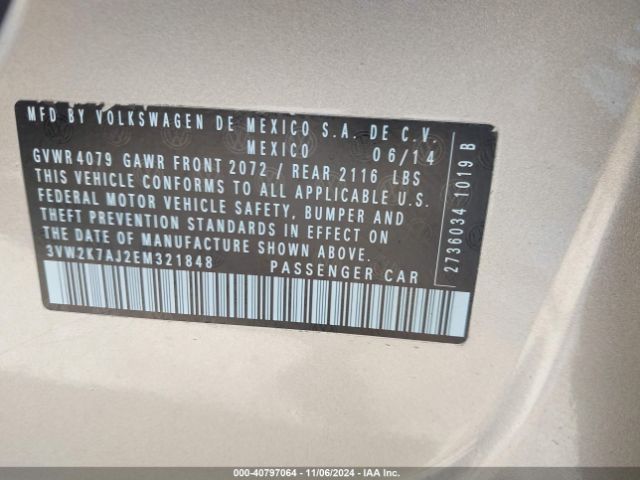 MFD BY VOLKSWAGEN DE MEXICO S.A. DE C.V.
MEXICO 06/14
GVWR 4079 GAWR FRONT 2072 / REAR 2116 LBS
THIS VEHICLE CONFORMS TO ALL APPLICABLE U.S.
FEDERAL MOTOR VEHICLE SAFETY, BUMPER AND
THEFT PREVENTION STANDARDS IN EFFECT ON
THE DATE OF MANUFACTURE SHOWN ABOVE.
3VW2K7AJ2EM321848 PASSENGER CAR
2736034 1019 B
000-40797064 | 11/06/2024 | IAA Inc.